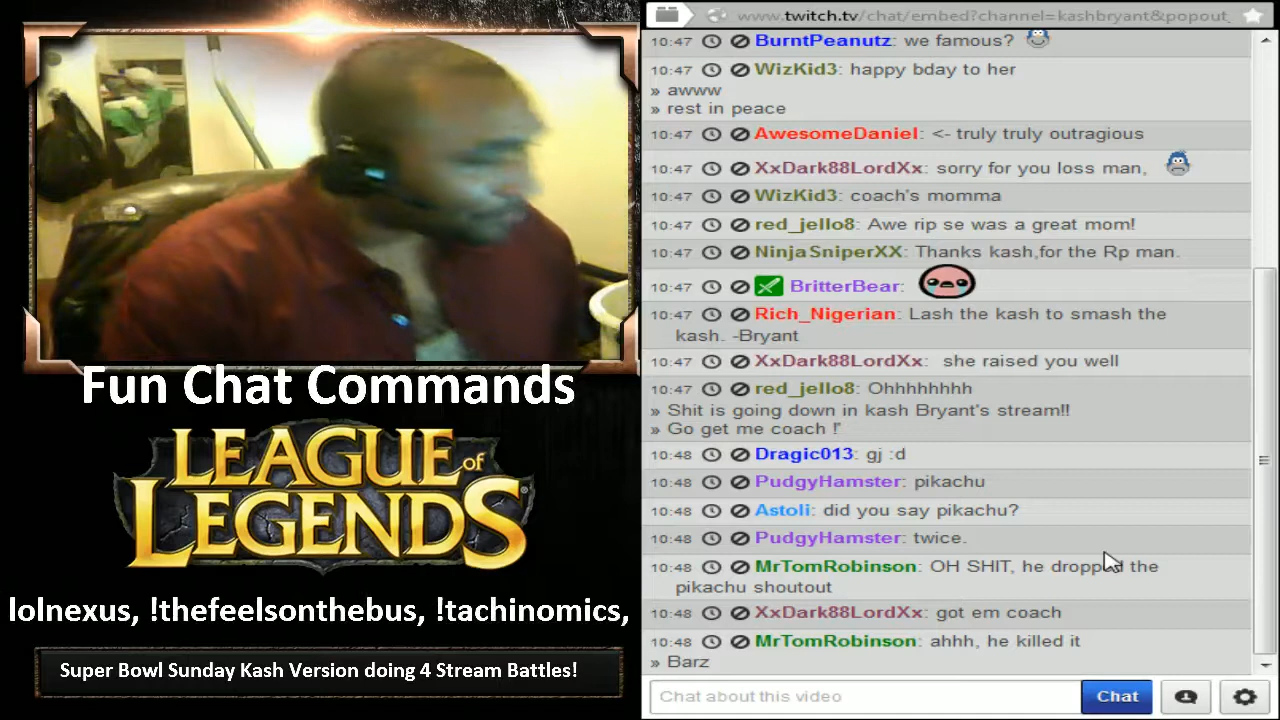 Fun Chat Commands
LEAGUE of
LEGENDS
lolnexus, !thefeelsonthebus, !tachinomics,
Super Bowl Sunday Kash Version doing 4 Stream Battles!
www.twitch.tv/chat/embed?channel=kashbryant&popout_
10:47 BurntPeanutz: we famous?
10:47 WizKid3: happy bday to her
» awww
» rest in peace
10:47 AwesomeDaniel: <- truly truly outragious
10:47 XxDark88LordXx: sorry for you loss man,
10:47 WizKid3: coach's momma
10:47 red_jello8: Awe rip se was a great mom!
10:47 NinjaSniperXX: Thanks kash,for the Rp man.
10:47 BritterBear:
10:47 Rich_Nigerian: Lash the kash to smash the
kash. -Bryant
10:47 XxDark88LordXx: she raised you well
10:47 red_jello8: Ohhhhhhhh
» Shit is going down in kash Bryant's stream!!
» Go get me coach !'
10:48 Dragic013: gj :d
10:48 PudgyHamster: pikachu
10:48 Astoli: did you say pikachu?
10:48 PudgyHamster: twice.
10:48 MrTomRobinson: OH SHIT, he dropped the
pikachu shoutout
10:48 XxDark88LordXx: got em coach
10:48 MrTomRobinson: ahhh, he killed it
» Barz
Chat about this video
Chat